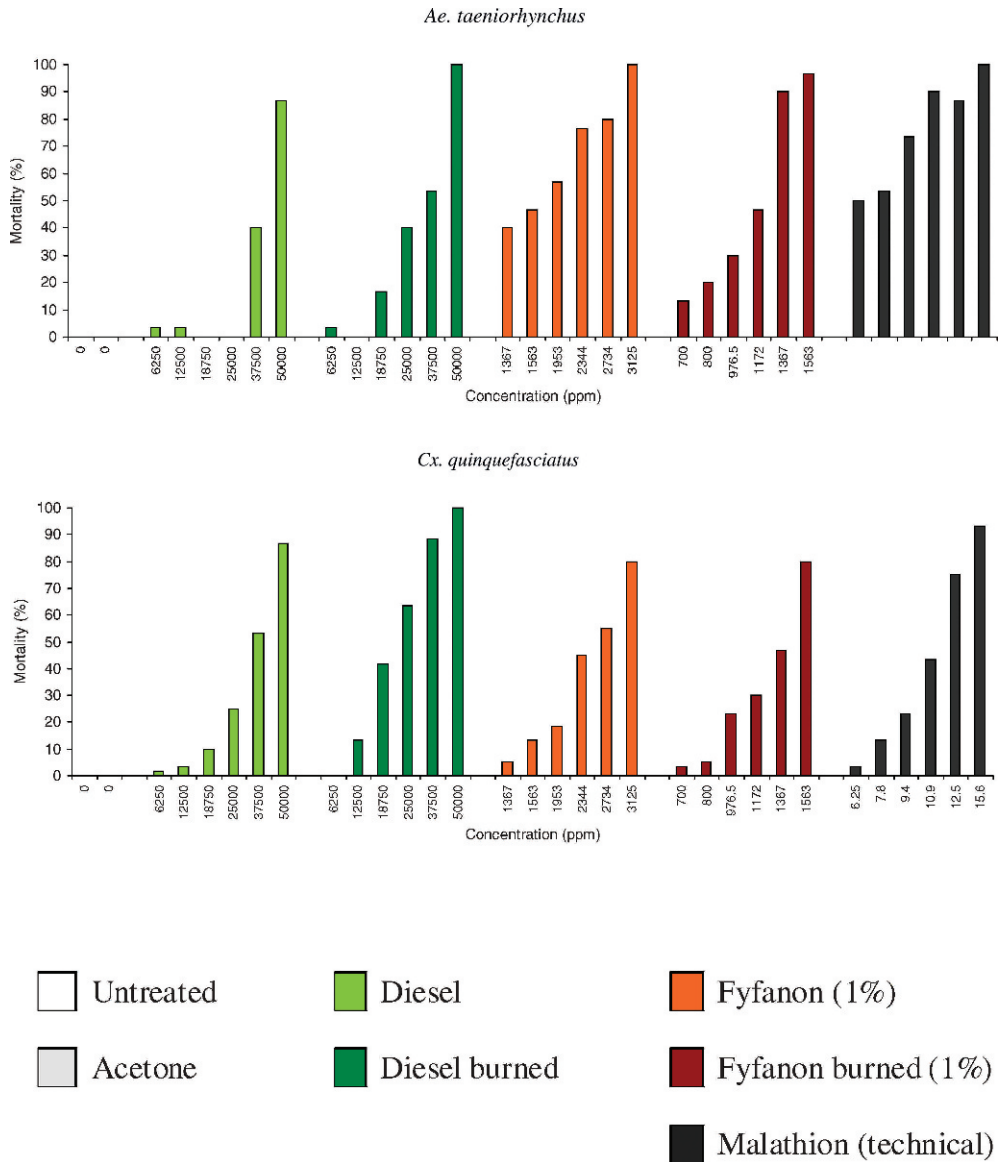 Ae. taeniorhynchus
100
90
80
70
60
50
40
30
20
10
0
Mortality (%)
0 0 6250 12500 18750 25000 37500 50000 6250 12500 18750 25000 37500 50000 1367 1563 1953 2344 2734 3125 700 800 976.5 1172 1367 1563
Concentration (ppm)
Cx. quinquefasciatus
100
90
80
70
60
50
40
30
20
10
0
Mortality (%)
0 0 6250 12500 18750 25000 37500 50000 6250 12500 18750 25000 37500 50000 1367 1563 1953 2344 2734 3125 700 800 976.5 1172 1367 1563 6.25 7.8 9.4 10.9 12.5 15.6
Concentration (ppm)
Untreated Diesel Fyfanon (1%)
Acetone Diesel burned Fyfanon burned (1%)
Malathion (technical)